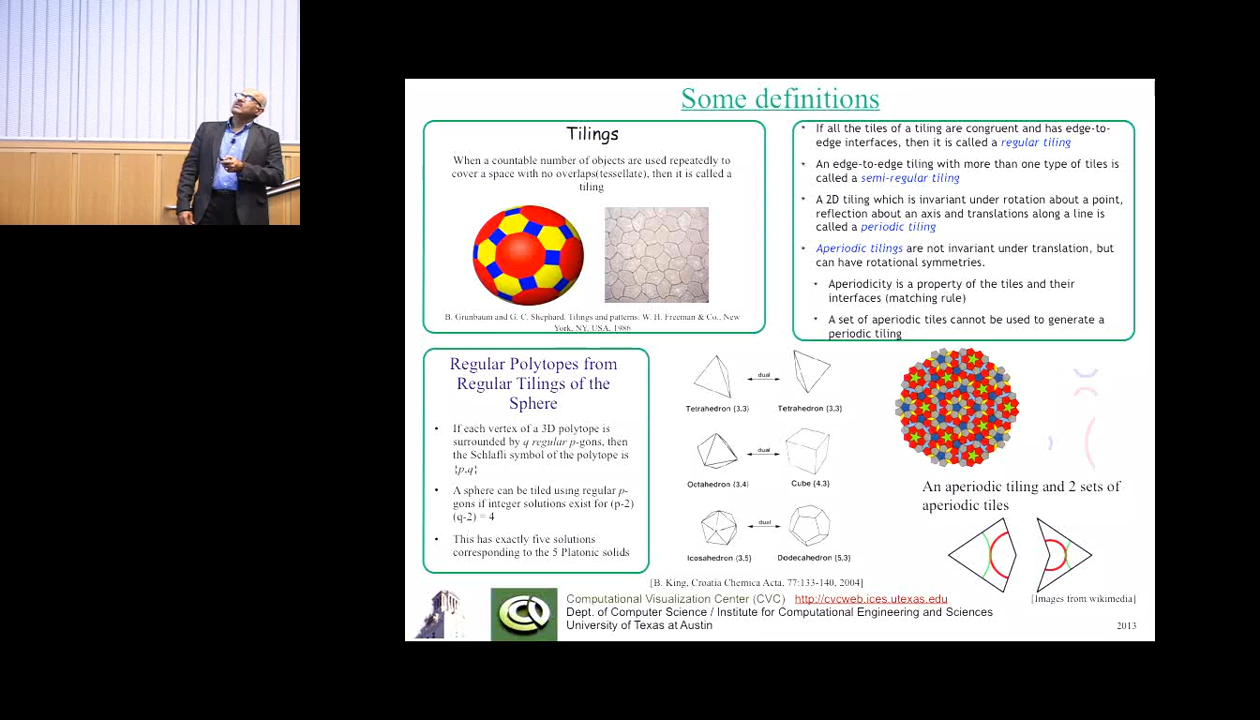 Some definitions
Tilings
When a countable number of objects are used repeatedly to
cover a space with no overlaps(tessellate), then it is called a
tiling
B. Grunbaum and G. C. Shephard. Tilings and patterns. W. H. Freeman & Co., New
York, NY, USA, 1986
• If all the tiles of a tiling are congruent and has edge-to-
edge interfaces, then it is called a regular tiling
• An edge-to-edge tiling with more than one type of tiles is
called a semi-regular tiling
• A 2D tiling which is invariant under rotation about a point,
reflection about an axis and translations along a line is
called a periodic tiling
• Aperiodic tilings are not invariant under translation, but
can have rotational symmetries.
• Aperiodicity is a property of the tiles and their
interfaces (matching rule)
• A set of aperiodic tiles cannot be used to generate a
periodic tiling
Regular Polytopes from
Regular Tilings of the
Sphere
• If each vertex of a 3D polytope is
surrounded by q regular p-gons, then
the Schlafli symbol of the polytope is
{p,q}
• A sphere can be tiled using regular p-
gons if integer solutions exist for (p-2)
(q-2) = 4
• This has exactly five solutions
corresponding to the 5 Platonic solids
dual
Tetrahedron (3,3) Tetrahedron (3,3)
dual
Octahedron (3,4) Cube (4,3)
dual
Icosahedron (3,5) Dodecahedron (5,3)
[B. King, Croatia Chemica Acta, 77:133-140, 2004]
An aperiodic tiling and 2 sets of
aperiodic tiles
[Images from wikimedia]
Computational Visualization Center (CVC) http://cvcweb.ices.utexas.edu
Dept. of Computer Science / Institute for Computational Engineering and Sciences
University of Texas at Austin
2013